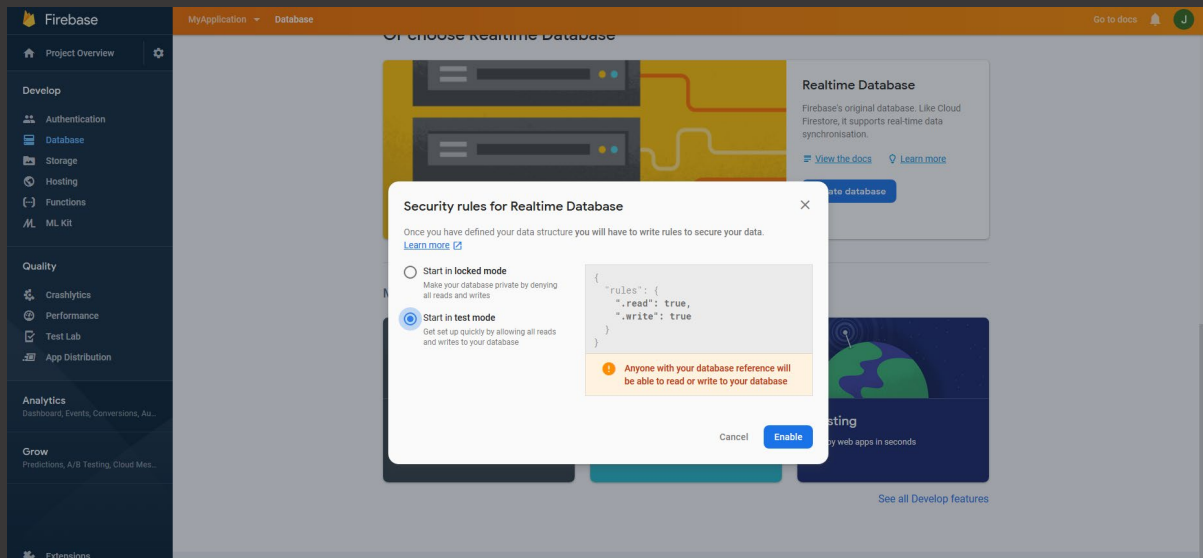 Firebase
Project Overview
Develop
Authentication
Database
Storage
Hosting
Functions
ML Kit
Quality
Crashlytics
Performance
Test Lab
App Distribution
Analytics
Dashboard, Events, Conversions, Au...
Grow
Predictions, A/B Testing, Cloud Mes...
Extensions
MyApplication Database
Go to docs
J
Or choose Realtime Database
Realtime Database
Firebase's original database. Like Cloud
Firestore, it supports real-time data
synchronisation.
View the docs Learn more
ate database
Security rules for Realtime Database
Once you have defined your data structure you will have to write rules to secure your data.
Learn more
Start in locked mode
Make your database private by denying
all reads and writes
Start in test mode
Get set up quickly by allowing all reads
and writes to your database
{
"rules": {
".read": true,
".write": true
}
}
Anyone with your database reference will
be able to read or write to your database
Cancel Enable
sting
oy web apps in seconds
See all Develop features